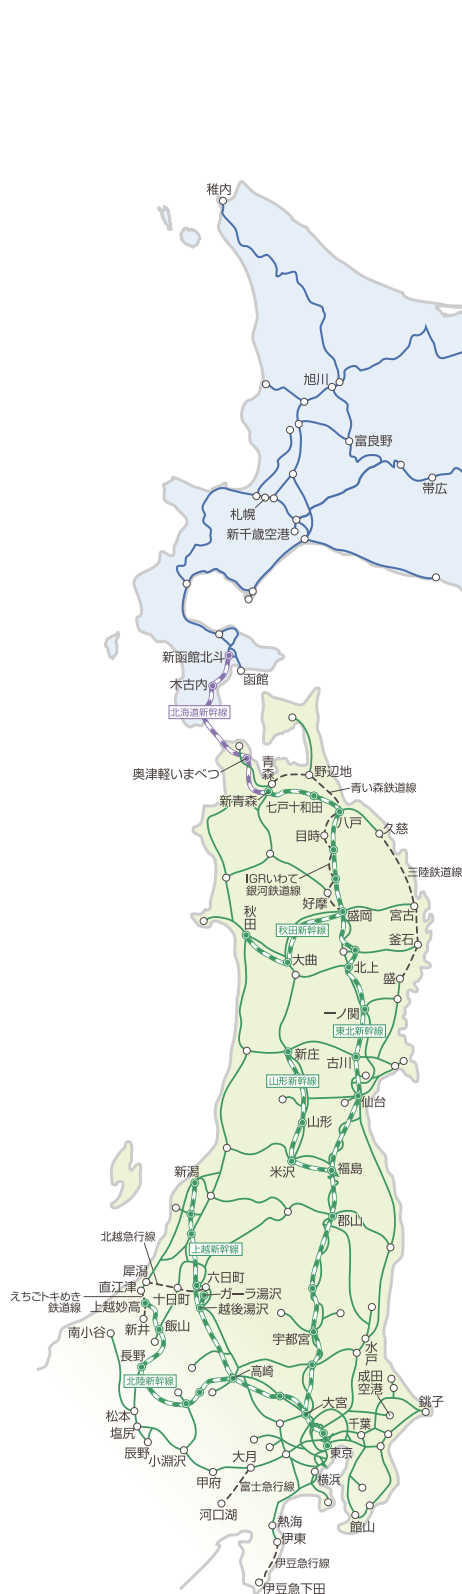 稚内
旭川
富良野
帯広
札幌
新千歳空港
新函館北斗
函館
木古内
北海道新幹線
奥津軽いまべつ
青森
野辺地
青い森鉄道線
新青森
七戸十和田
八戸
久慈
目時
三陸鉄道線
IGRいわて
銀河鉄道線
好摩
盛岡
宮古
秋田
秋田新幹線
釜石
大曲
北上
盛
一ノ関
東北新幹線
新庄
古川
山形新幹線
仙台
山形
米沢
福島
新潟
郡山
北越急行線
上越新幹線
犀潟
六日町
直江津
えちごトキめき
鉄道線
ガーラ湯沢
十日町
上越妙高
越後湯沢
新井
飯山
南小谷
宇都宮
水戸
長野
高崎
成田
空港
北陸新幹線
大宮
銚子
松本
千葉
塩尻
東京
辰野
小淵沢
大月
横浜
甲府
富士急行線
河口湖
熱海
館山
伊東
伊豆急行線
伊豆急下田